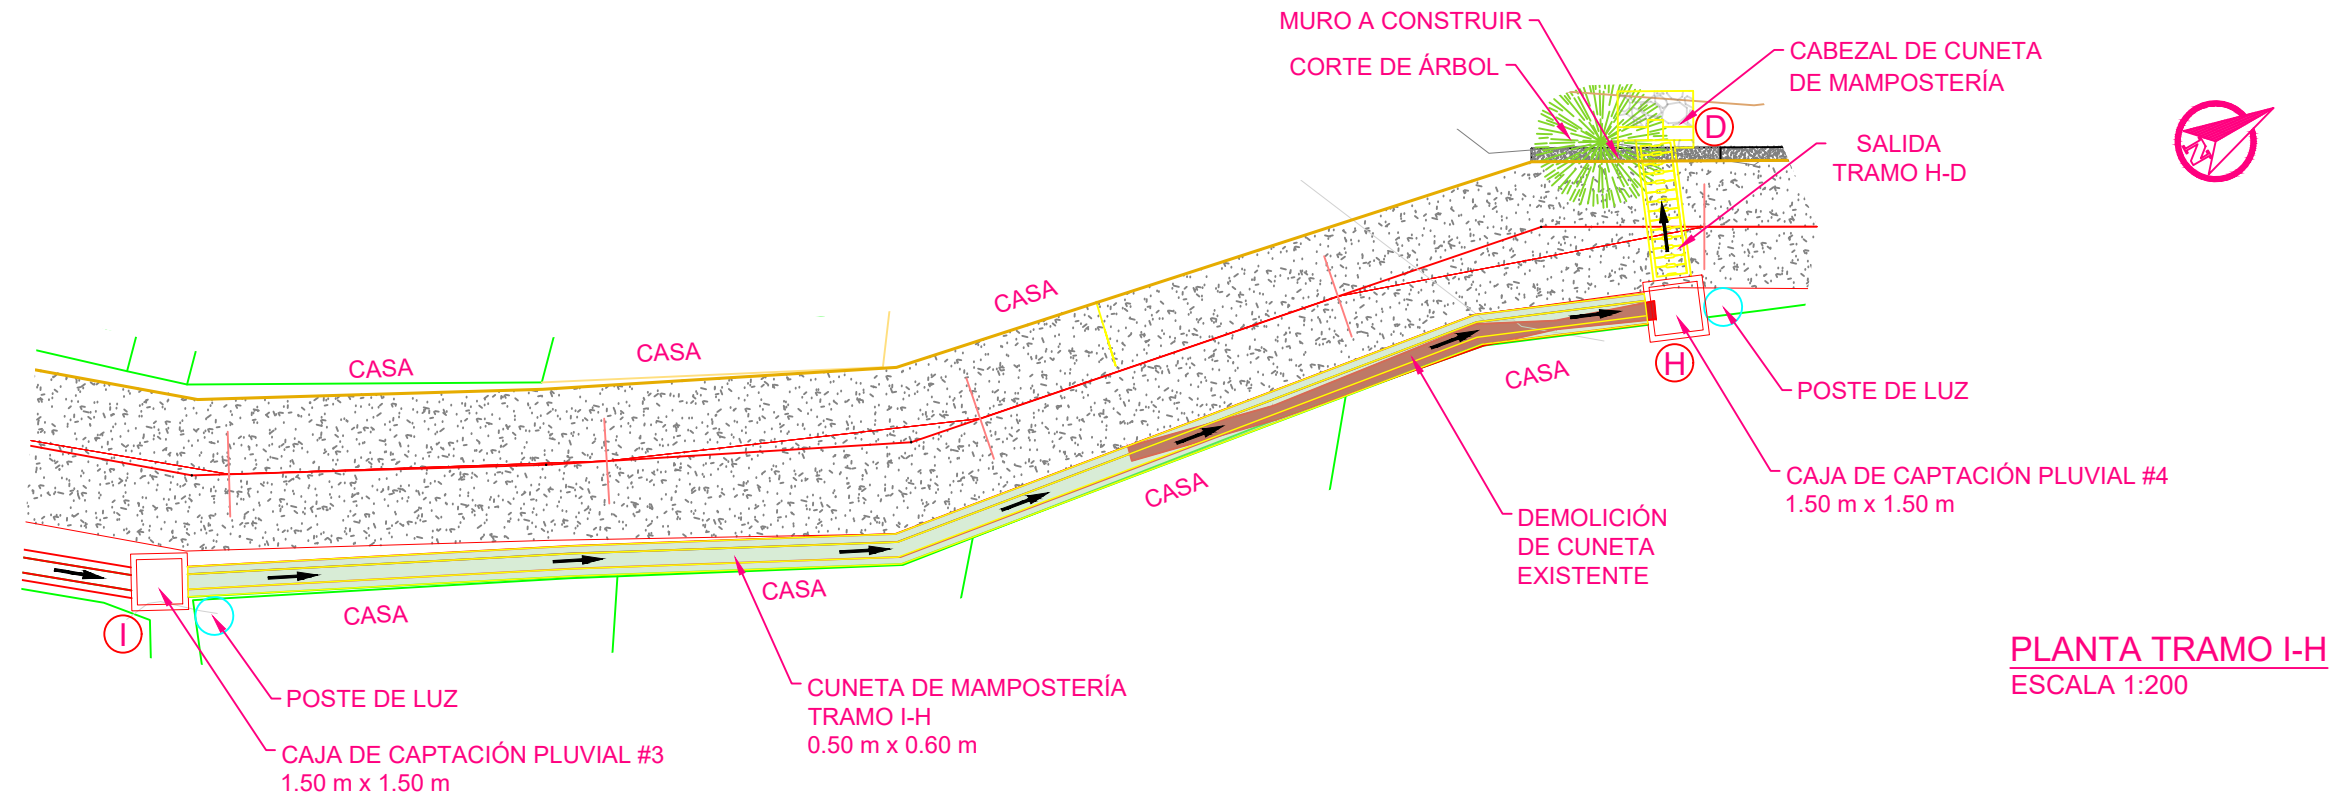 MURO A CONSTRUIR
CORTE DE ÁRBOL
CABEZAL DE CUNETA
DE MAMPOSTERÍA
D
SALIDA
TRAMO H-D
N
CASA
CASA
CASA
CASA
H
POSTE DE LUZ
CAJA DE CAPTACIÓN PLUVIAL #4
1.50 m x 1.50 m
CASA
DEMOLICIÓN
DE CUNETA
EXISTENTE
CASA
CASA
I
POSTE DE LUZ
CAJA DE CAPTACIÓN PLUVIAL #3
1.50 m x 1.50 m
CUNETA DE MAMPOSTERÍA
TRAMO I-H
0.50 m x 0.60 m
PLANTA TRAMO I-H
ESCALA 1:200